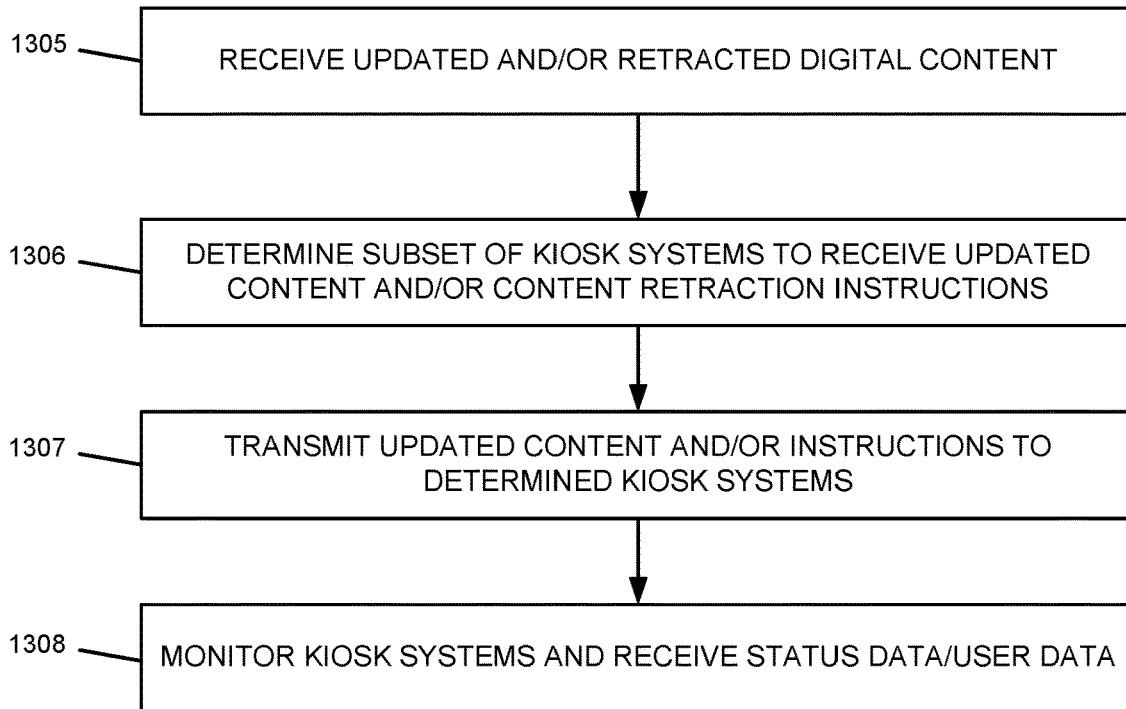 1305
RECEIVE UPDATED AND/OR RETRACTED DIGITAL CONTENT
1306
DETERMINE SUBSET OF KIOSK SYSTEMS TO RECEIVE UPDATED
CONTENT AND/OR CONTENT RETRACTION INSTRUCTIONS
1307
TRANSMIT UPDATED CONTENT AND/OR INSTRUCTIONS TO
DETERMINED KIOSK SYSTEMS
1308
MONITOR KIOSK SYSTEMS AND RECEIVE STATUS DATA/USER DATA